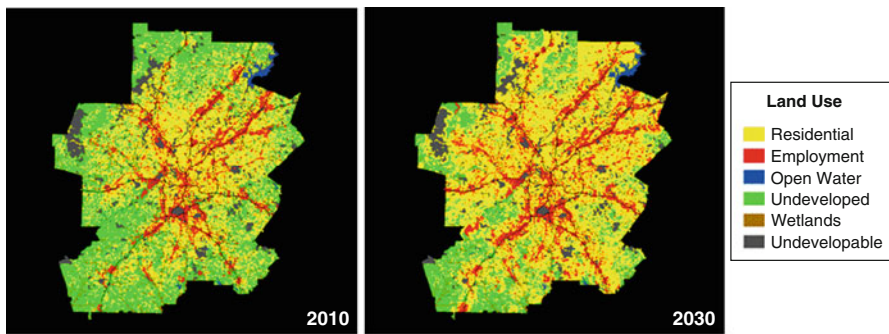 2010
2030
Land Use
Residential
Employment
Open Water
Undeveloped
Wetlands
Undevelopable